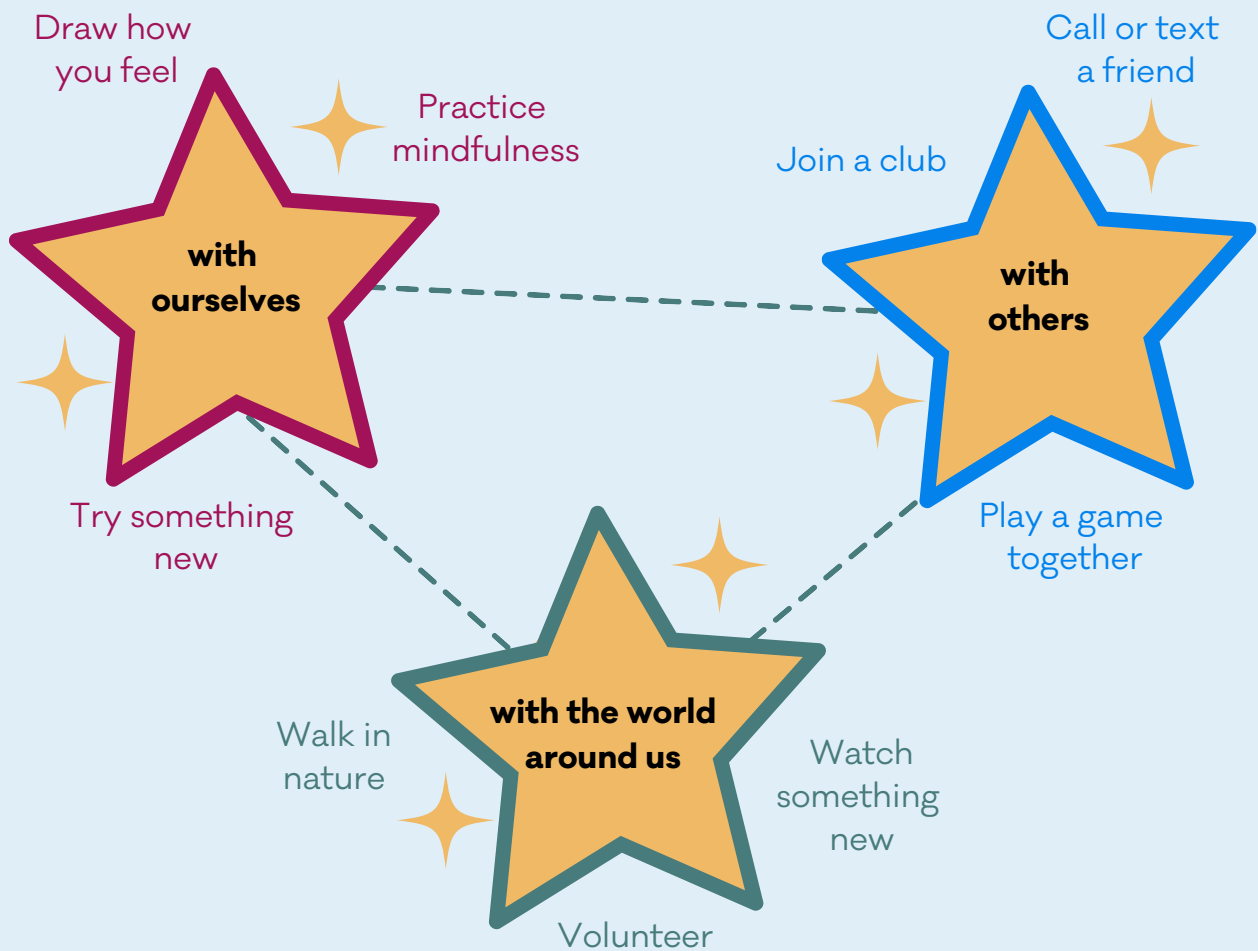 Draw how
you feel
Practice
mindfulness
with
ourselves
Try something
new
Call or text
a friend
Join a club
with
others
Play a game
together
with the world
around us
Walk in
nature
Watch
something
new
Volunteer